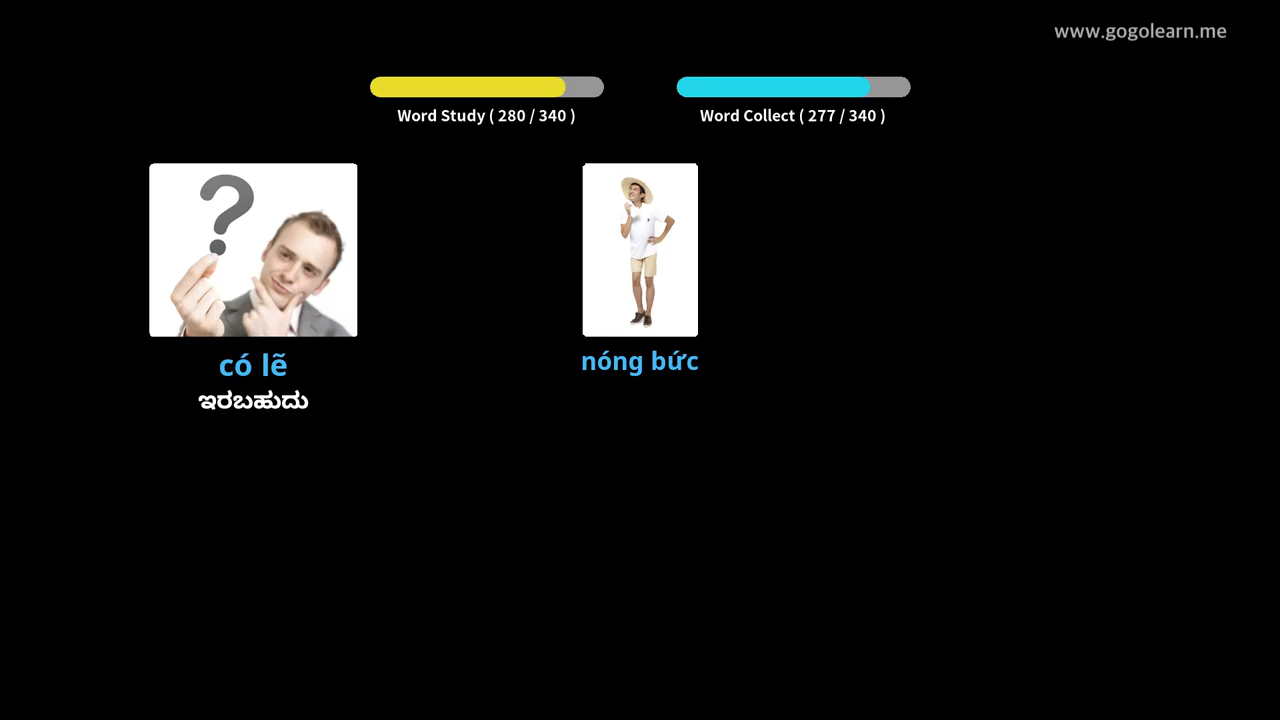 www.gogolearn.me
Word Study ( 280 / 340 )
Word Collect ( 277 / 340 )
có lẽ
ಇರಬಹುದು
nóng bức